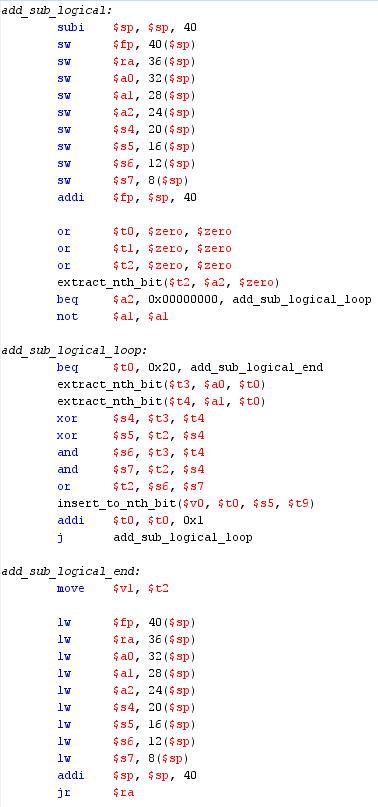 add_sub_logical:
subi $sp, $sp, 40
sw $fp, 40($sp)
sw $ra, 36($sp)
sw $a0, 32($sp)
sw $a1, 28($sp)
sw $a2, 24($sp)
sw $s4, 20($sp)
sw $s5, 16($sp)
sw $s6, 12($sp)
sw $s7, 8($sp)
addi $fp, $sp, 40
or $t0, $zero, $zero
or $t1, $zero, $zero
or $t2, $zero, $zero
extract_nth_bit($t2, $a2, $zero)
beq $a2, 0x00000000, add_sub_logical_loop
not $a1, $a1
add_sub_logical_loop:
beq $t0, 0x20, add_sub_logical_end
extract_nth_bit($t3, $a0, $t0)
extract_nth_bit($t4, $a1, $t0)
xor $s4, $t3, $t4
xor $s5, $t2, $s4
and $s6, $t3, $t4
and $s7, $t2, $s4
or $t2, $s6, $s7
insert_to_nth_bit($v0, $t0, $s5, $t9)
addi $t0, $t0, 0x1
j add_sub_logical_loop
add_sub_logical_end:
move $v1, $t2
lw $fp, 40($sp)
lw $ra, 36($sp)
lw $a0, 32($sp)
lw $a1, 28($sp)
lw $a2, 24($sp)
lw $s4, 20($sp)
lw $s5, 16($sp)
lw $s6, 12($sp)
lw $s7, 8($sp)
addi $sp, $sp, 40
jr $ra